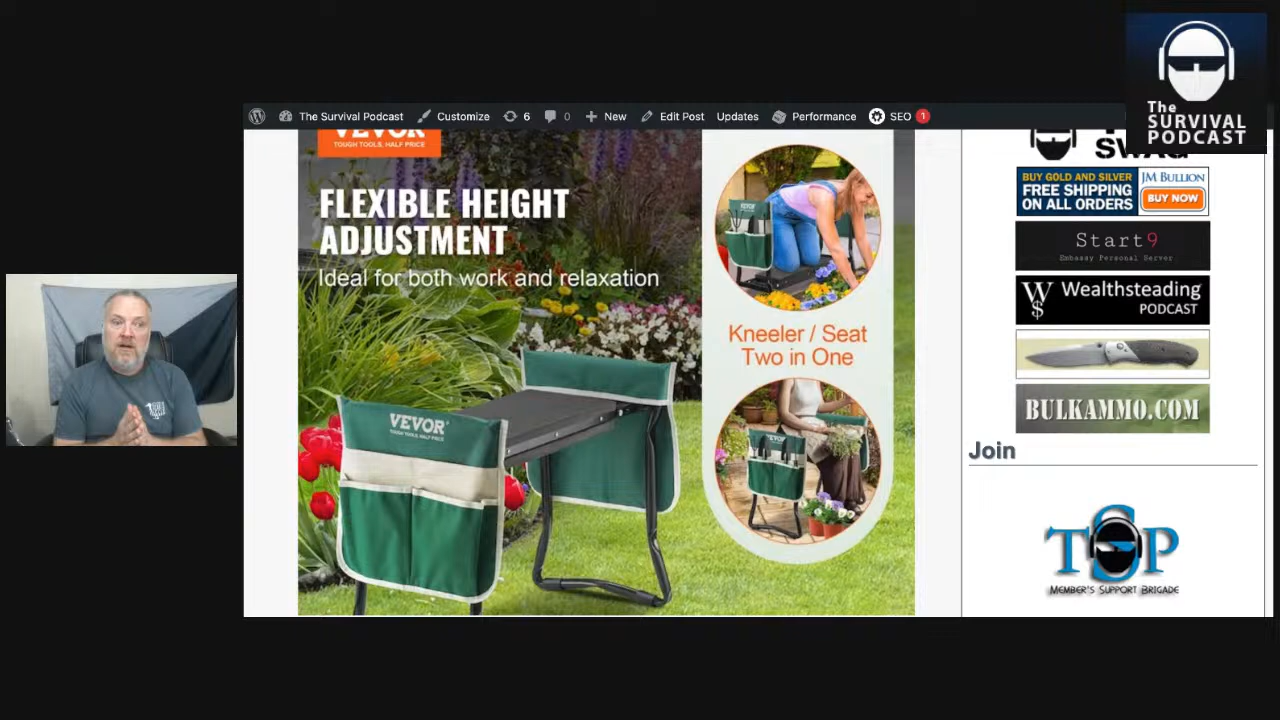 The Survival Podcast
Customize
6
0
New
Edit Post
Updates
Performance
SEO
1
The
SURVIVAL
PODCAST
VEVOR
TOUGH TOOLS, HALF PRICE
FLEXIBLE HEIGHT
ADJUSTMENT
Ideal for both work and relaxation
VEVOR
TOUGH TOOLS, HALF PRICE
VEVOR
Kneeler / Seat
Two in One
VEVOR
SWAG
BUY GOLD AND SILVER
FREE SHIPPING
ON ALL ORDERS
JM BULLION
BUY NOW
Start9
Embassy Personal Server
W$
Wealthsteading
PODCAST
BULKAMMO.COM
Join
TSP
MEMBER'S SUPPORT BRIGADE